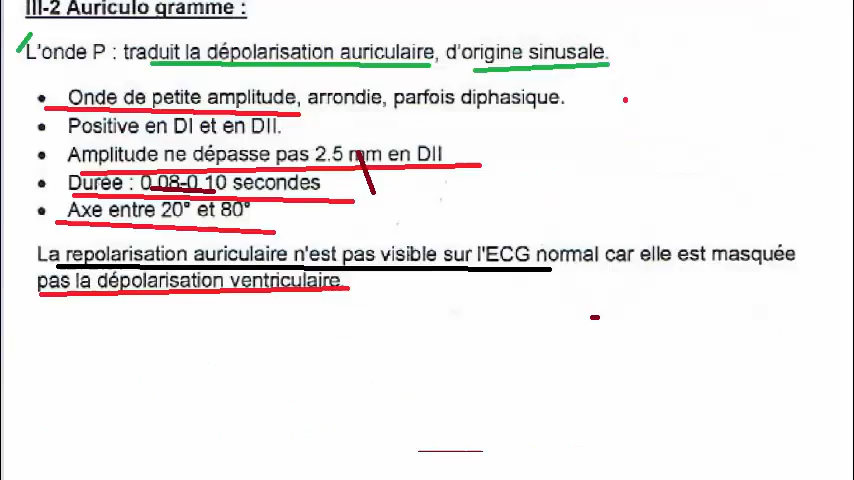 III-2 Auriculo gramme :
L'onde P : traduit la dépolarisation auriculaire, d'origine sinusale.
• Onde de petite amplitude, arrondie, parfois diphasique.
• Positive en DI et en DII.
• Amplitude ne dépasse pas 2.5 mm en DII
• Durée : 0.08-0.10 secondes
• Axe entre 20° et 80°
La repolarisation auriculaire n'est pas visible sur l'ECG normal car elle est masquée
pas la dépolarisation ventriculaire.